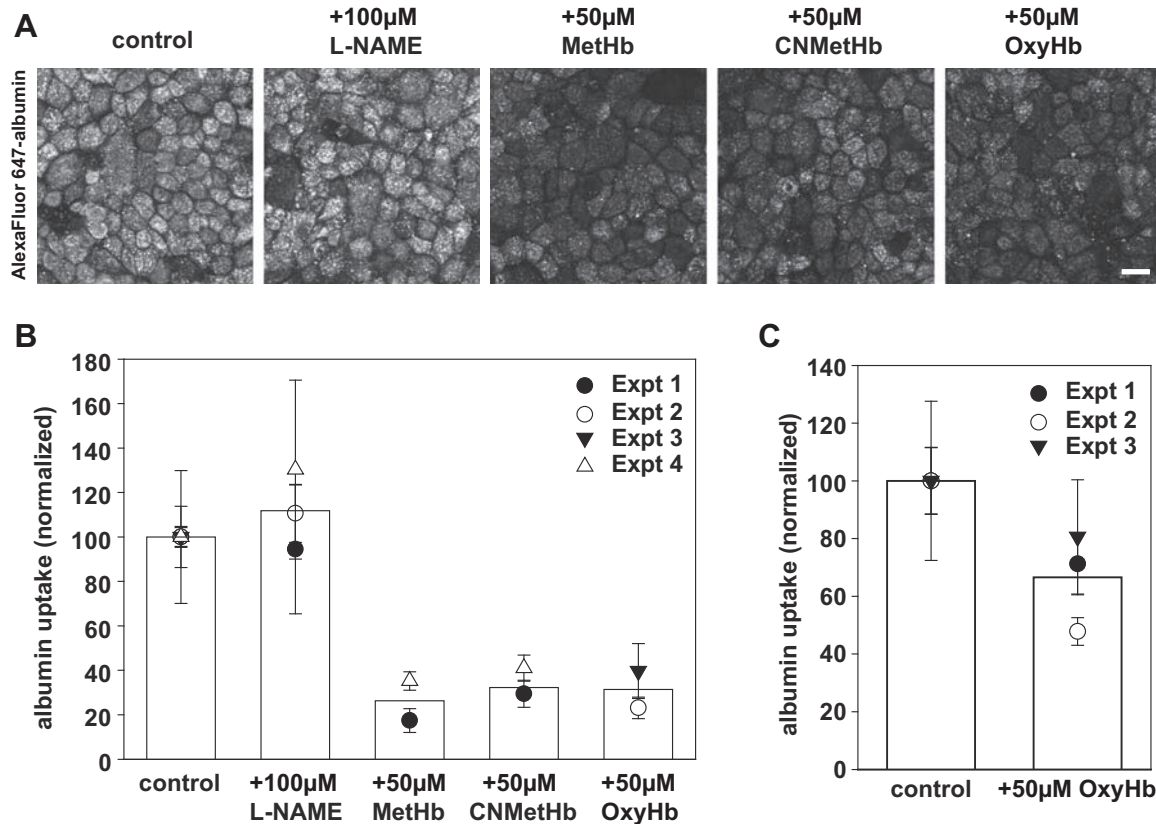 A
control
+100µM
L-NAME
+50µM
MetHb
+50µM
CNMetHb
+50µM
OxyHb
AlexaFluor 647-albumin
B
albumin uptake (normalized)
180
160
140
120
100
80
60
40
20
0
Expt 1
Expt 2
Expt 3
Expt 4
control
+100µM
L-NAME
+50µM
MetHb
+50µM
CNMetHb
+50µM
OxyHb
C
albumin uptake (normalized)
140
120
100
80
60
40
20
0
Expt 1
Expt 2
Expt 3
control
+50µM OxyHb